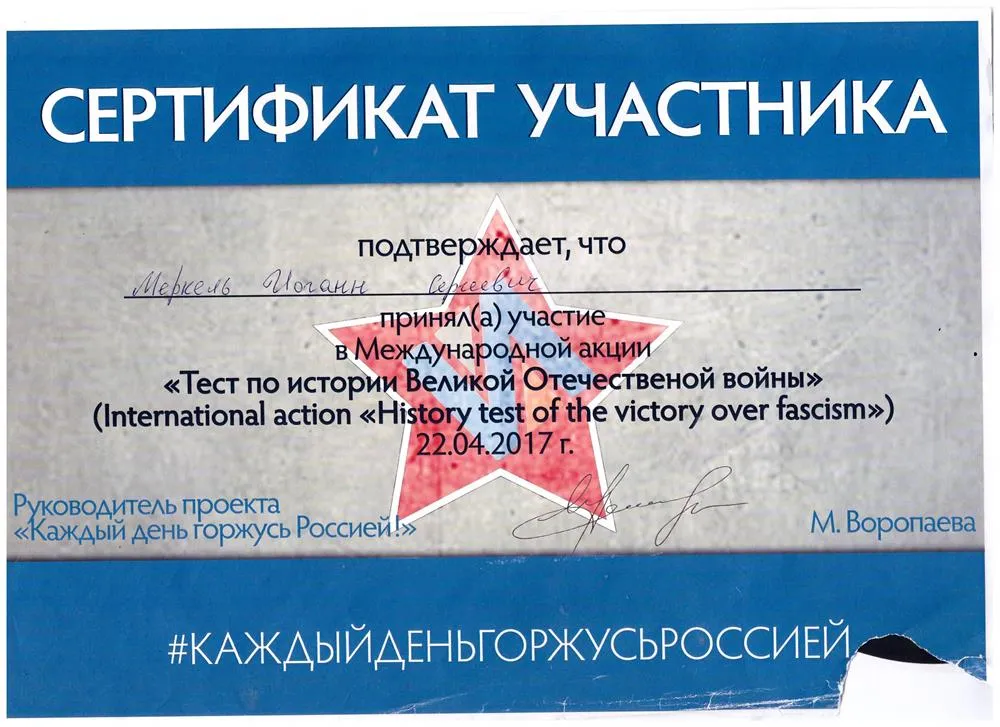 СЕРТИФИКАТ УЧАСТНИКА
подтверждает, что
Меркель Иоганн Сергеевич
принял(а) участие
в Международной акции
«Тест по истории Великой Отечественой войны»
(International action «History test of the victory over fascism»)
22.04.2017 г.
Руководитель проекта
«Каждый день горжусь Россией!»
М. Воропаева
#КАЖДЫЙДЕНЬГОРЖУСЬРОССИЕЙ